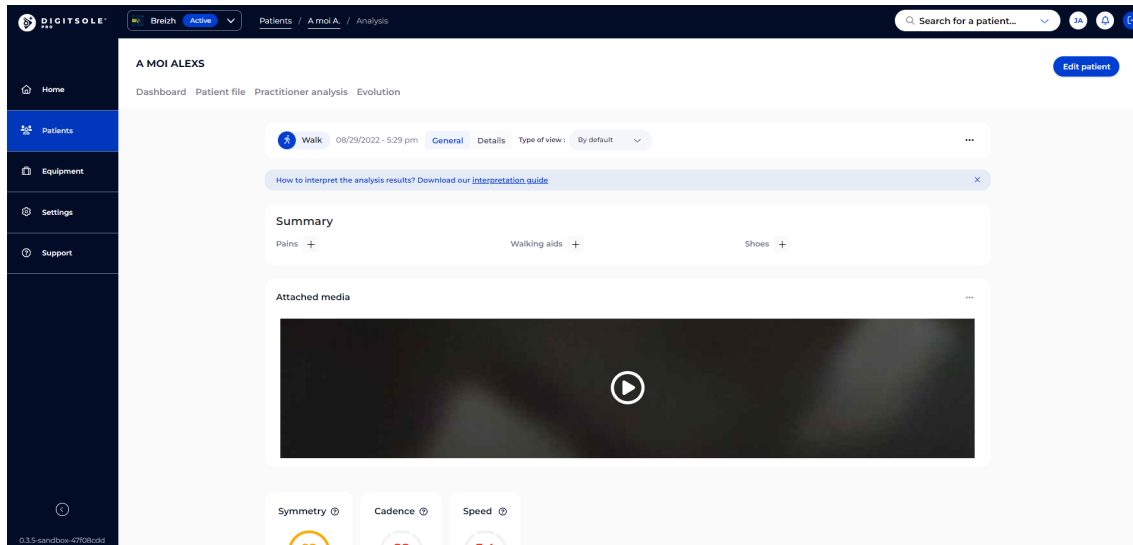 DIGITSOLE
PRO
Breizh Active
Patients / A moi A. / Analysis
Search for a patient...
JA
A MOI ALEXS
Edit patient
Dashboard Patient file Practitioner analysis Evolution
Home
Patients
Equipment
Settings
Support
Walk 08/29/2022 - 5:29 pm General Details Type of view : By default
...
How to interpret the analysis results? Download our interpretation guide
Summary
Pains + Walking aids + Shoes +
Attached media
...
Symmetry Cadence Speed
0.3.5-sandbox-47f08cdd